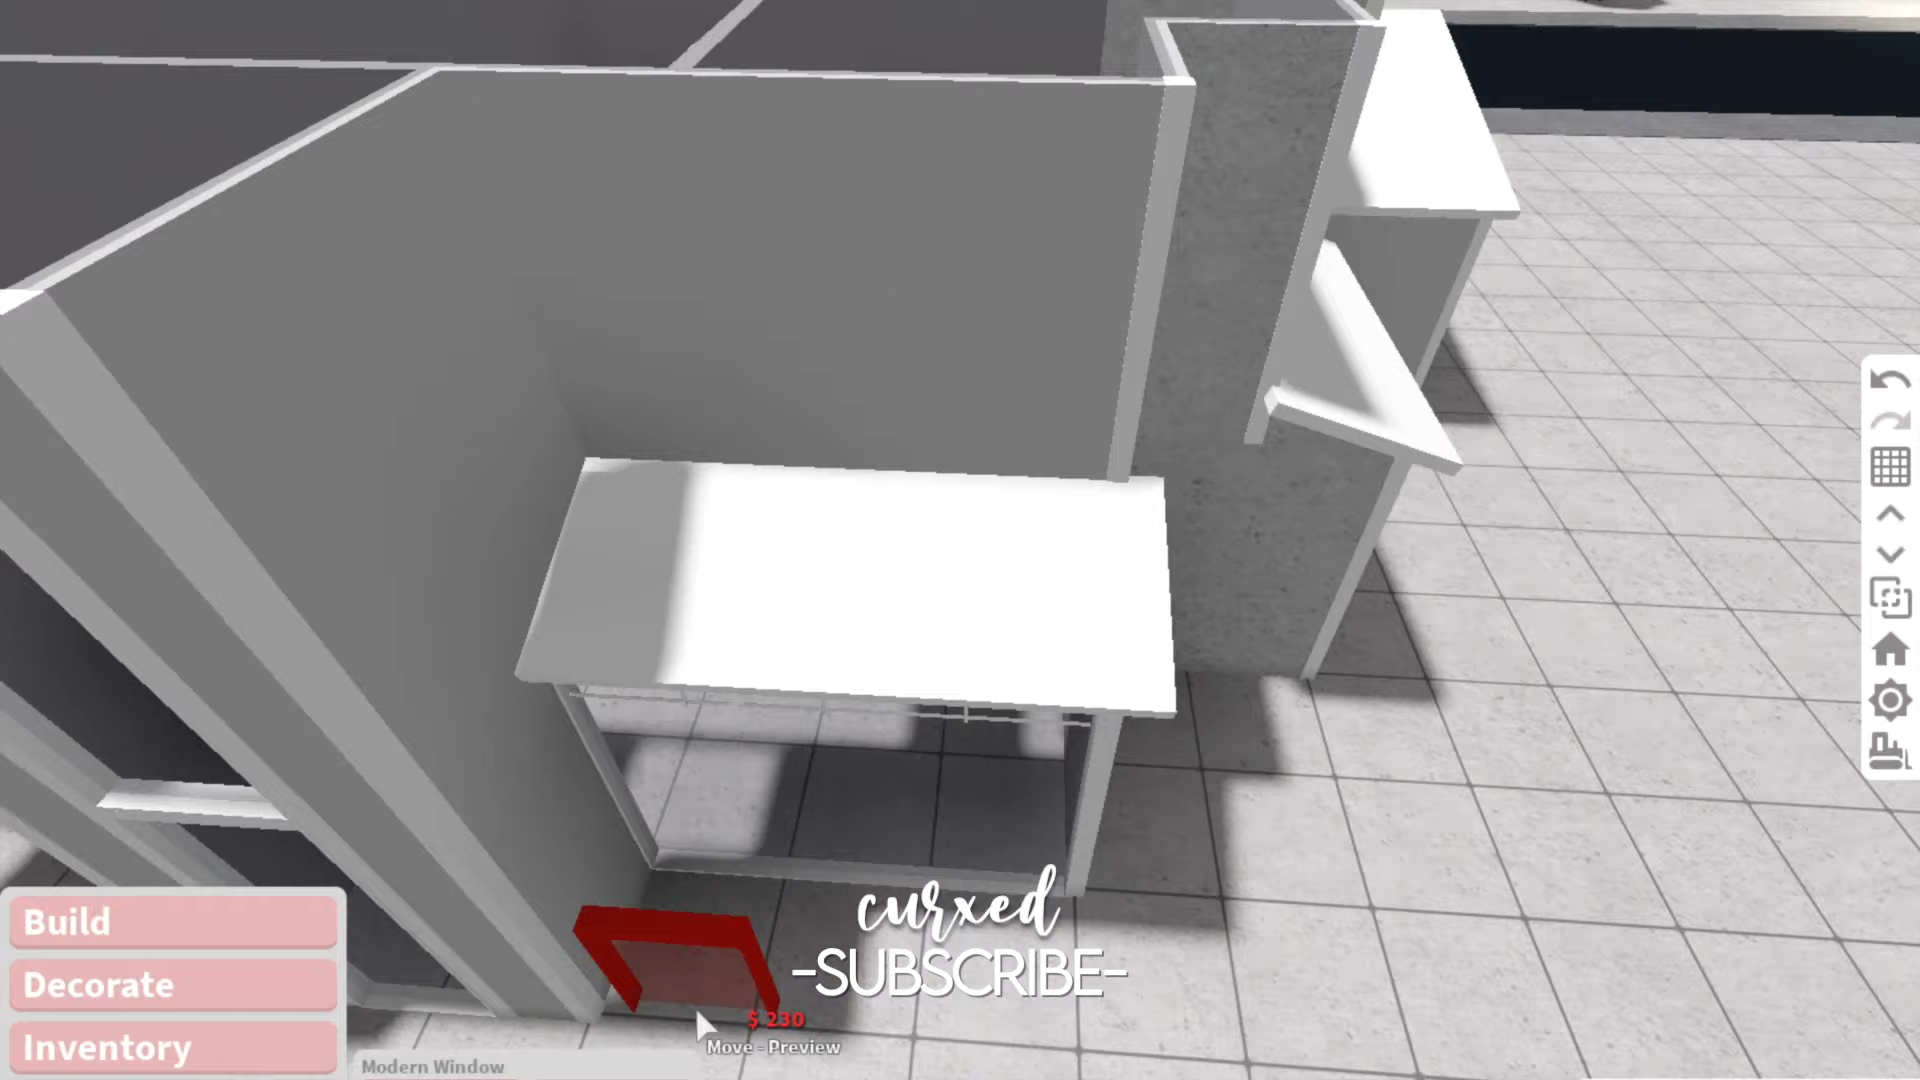 curxed
-SUBSCRIBE-
Build
Decorate
Inventory
$ 230
Move - Preview
Modern Window